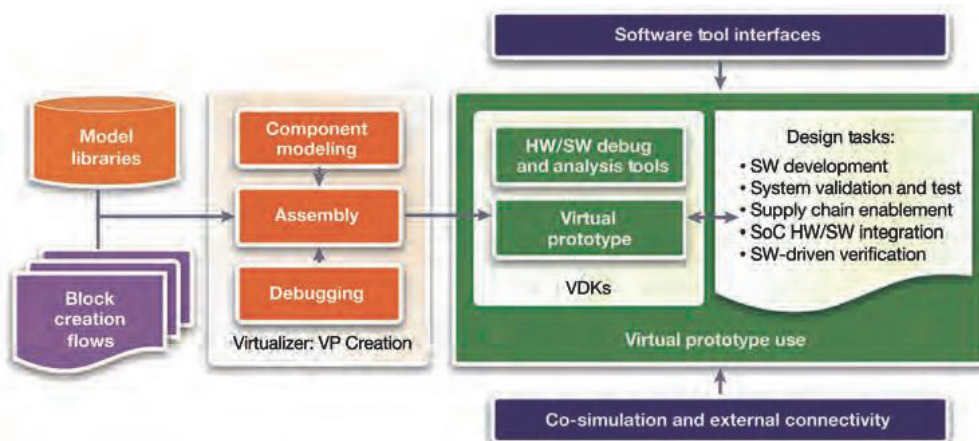 Software tool interfaces
Model
libraries
Component
modeling
Assembly
Debugging
Virtualizer: VP Creation
Block
creation
flows
HW/SW debug
and analysis tools
Virtual
prototype
VDKs
Design tasks:
• SW development
• System validation and test
• Supply chain enablement
• SoC HW/SW integration
• SW-driven verification
Virtual prototype use
Co-simulation and external connectivity